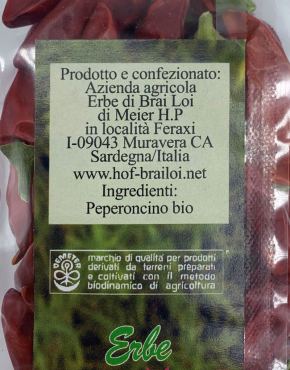 Prodotto e confezionato:
Azienda agricola
Erbe di Brai Loi
di Meier H.P
in località Feraxi
I-09043 Muravera CA
Sardegna/Italia
www.hof-brailoi.net
Ingredienti:
Peperoncino bio
DEMETER
marchio di qualità per prodotti
derivati da terreni preparati
e coltivati con il metodo
biodinamico di agricoltura
Erbe